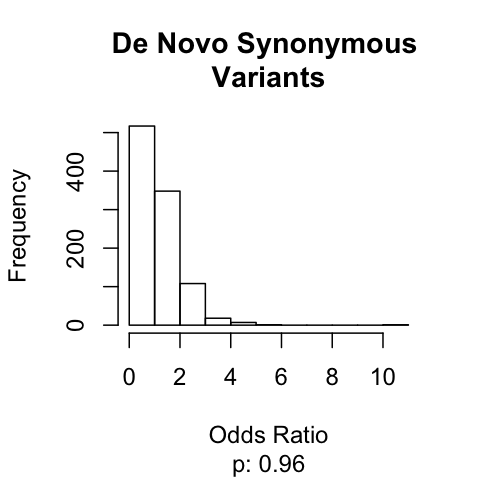 De Novo Synonymous
Variants
Frequency
400
200
0
0 2 4 6 8 10
Odds Ratio
p: 0.96